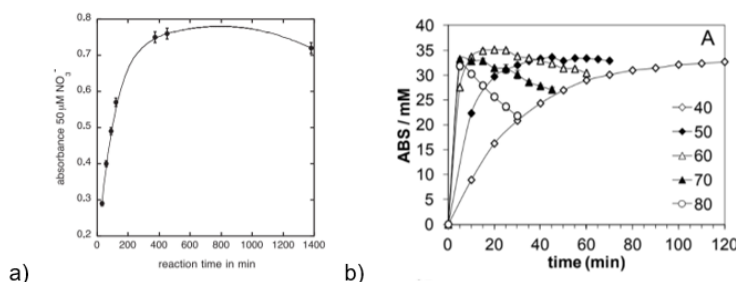 a)
absorbance 50 µM NO₃⁻
0,8
0,7
0,6
0,5
0,4
0,3
0,2
0 200 400 600 800 1000 1200 1400
reaction time in min
b)
A
ABS / mM
40
35
30
25
20
15
10
5
0
40
50
60
70
80
0 20 40 60 80 100 120
time (min)